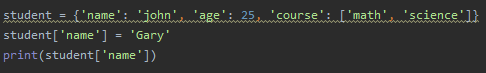 student = {'name': 'john', 'age': 25, 'course': ['math', 'science']}
student['name'] = 'Gary'
print(student['name'])